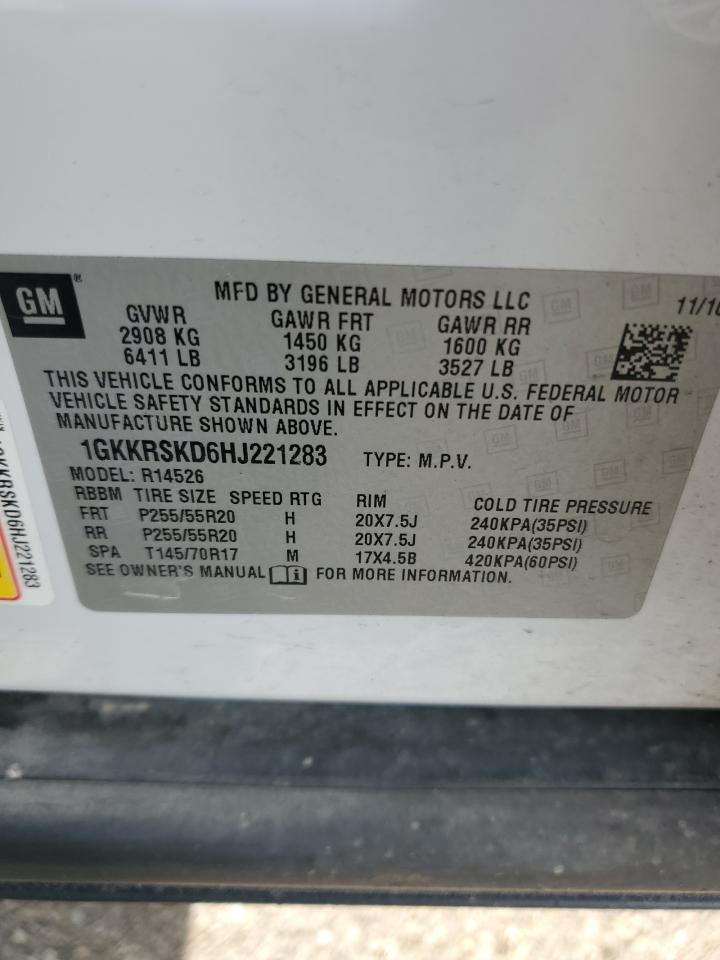 GM ®
MFD BY GENERAL MOTORS LLC
GVWR GAWR FRT GAWR RR
2908 KG 1450 KG 1600 KG
6411 LB 3196 LB 3527 LB
THIS VEHICLE CONFORMS TO ALL APPLICABLE U.S. FEDERAL MOTOR
VEHICLE SAFETY STANDARDS IN EFFECT ON THE DATE OF
MANUFACTURE SHOWN ABOVE.
1GKKRSKD6HJ221283 TYPE: M.P.V.
MODEL: R14526
RBBM TIRE SIZE SPEED RTG RIM COLD TIRE PRESSURE
FRT P255/55R20 H 20X7.5J 240KPA(35PSI)
RR P255/55R20 H 20X7.5J 240KPA(35PSI)
SPA T145/70R17 M 17X4.5B 420KPA(60PSI)
SEE OWNER'S MANUAL i FOR MORE INFORMATION.